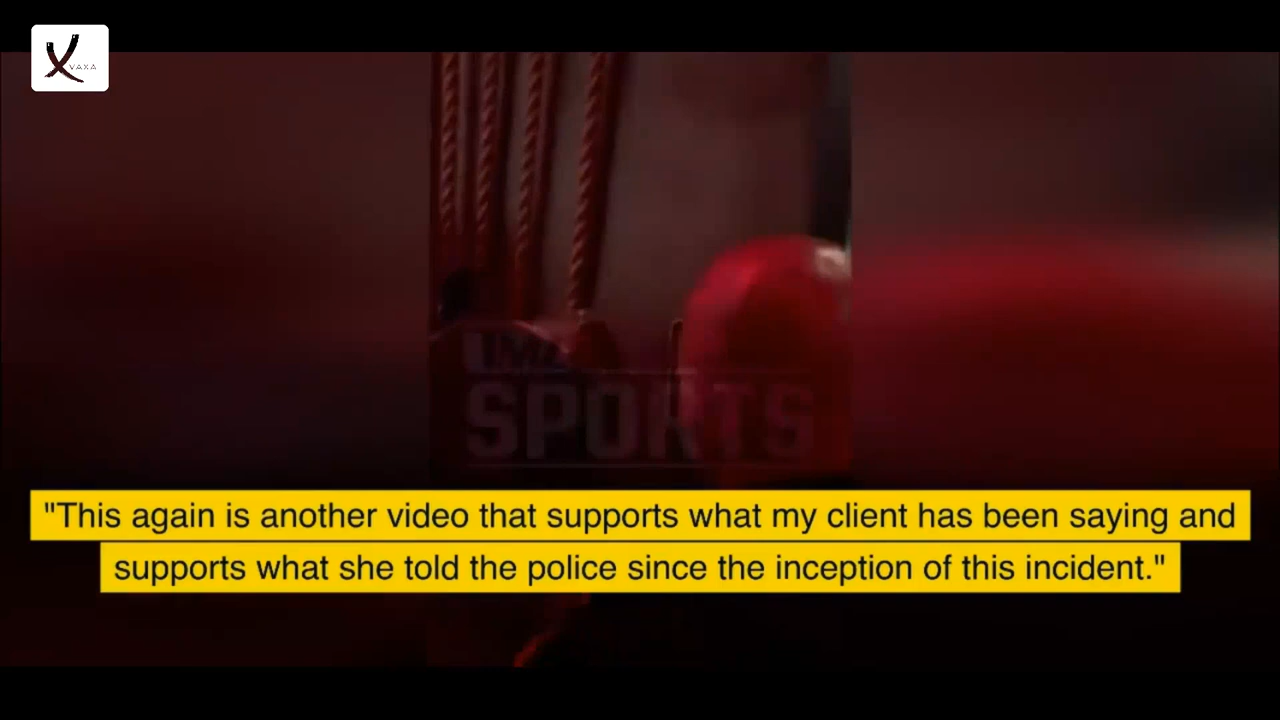 VAXA
TMZ
SPORTS
"This again is another video that supports what my client has been saying and
supports what she told the police since the inception of this incident."